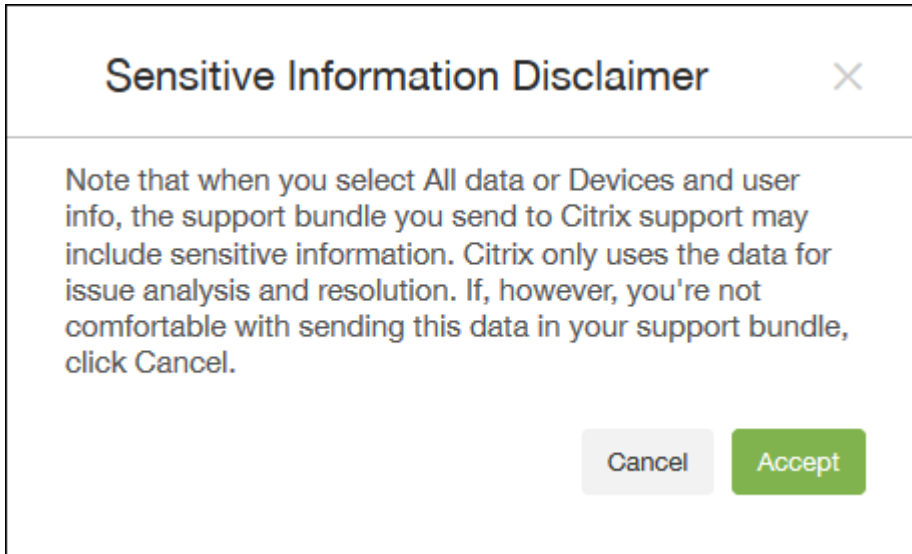 Sensitive Information Disclaimer
Note that when you select All data or Devices and user
info, the support bundle you send to Citrix support may
include sensitive information. Citrix only uses the data for
issue analysis and resolution. If, however, you're not
comfortable with sending this data in your support bundle,
click Cancel.
Cancel
Accept